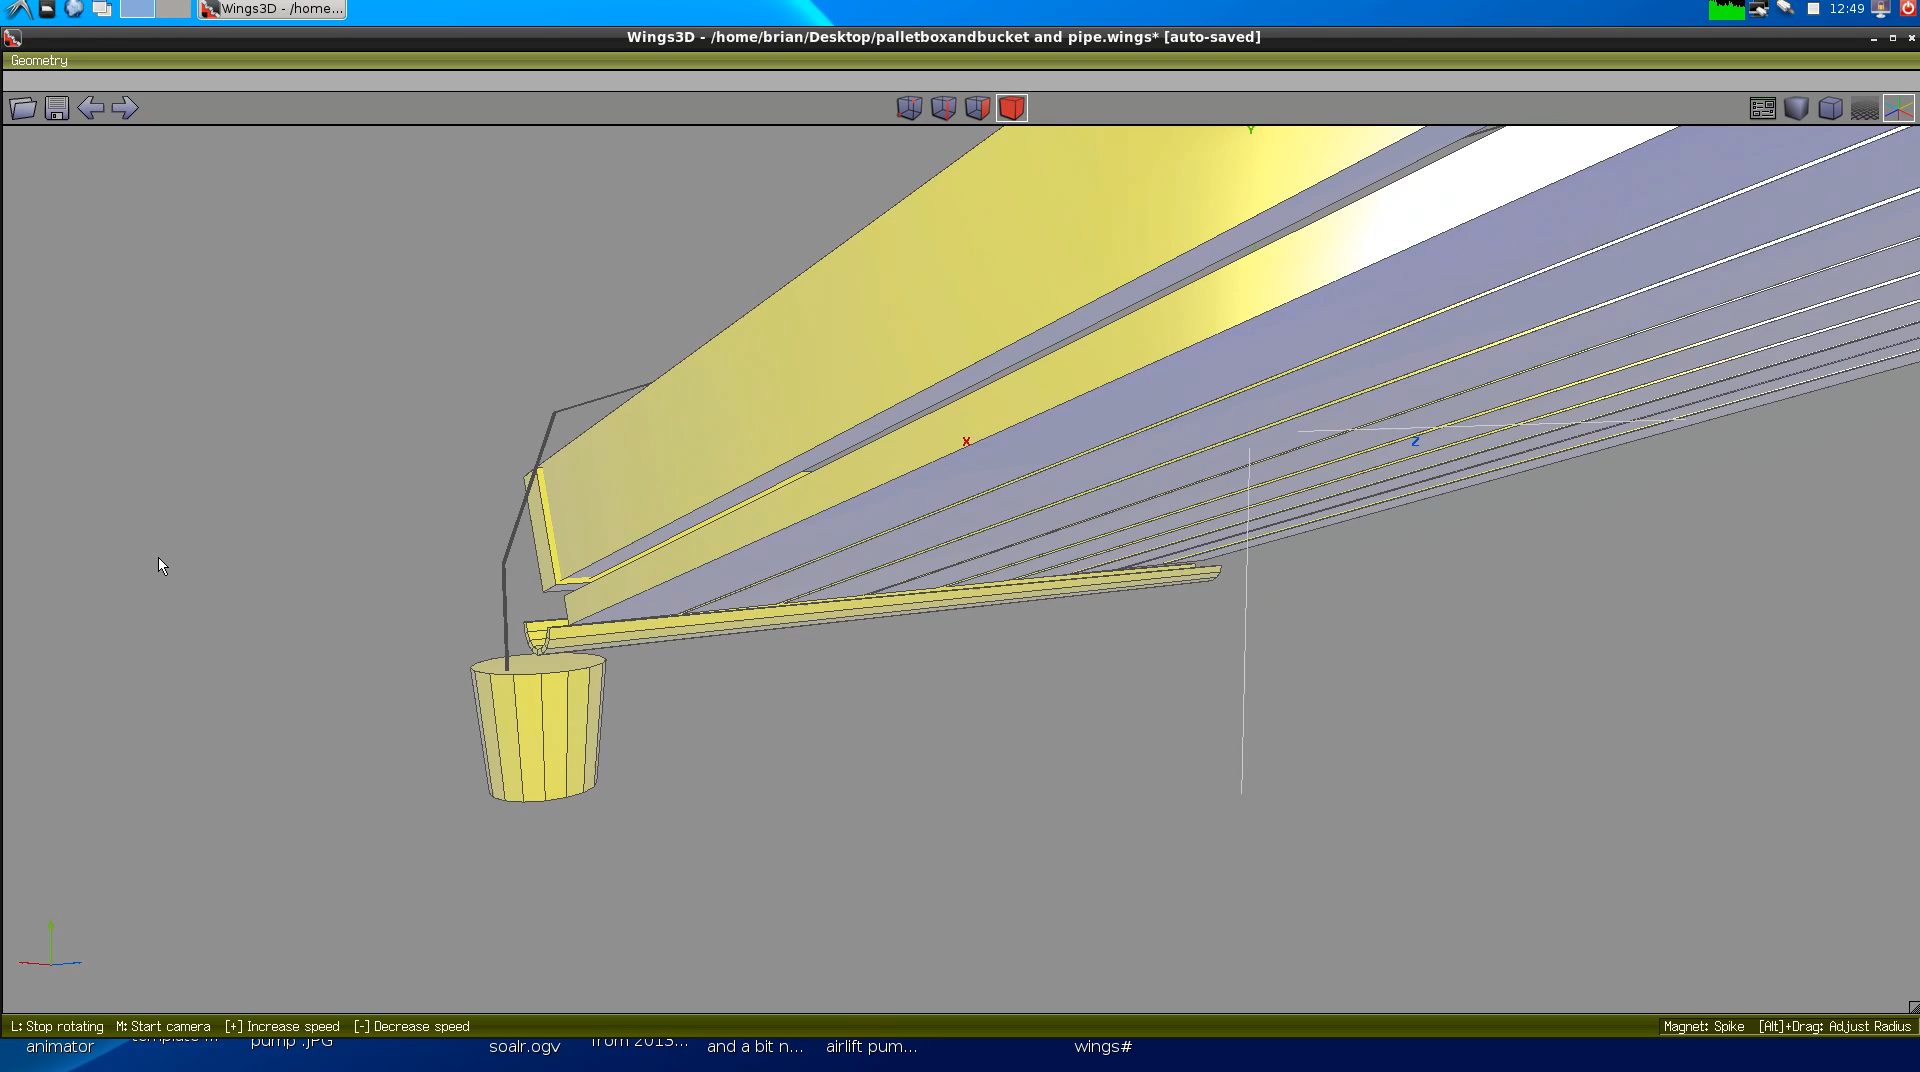 Wings3D - /home...
12:49
Wings3D - /home/brian/Desktop/palletboxandbucket and pipe.wings* [auto-saved]
Geometry
Y
X
Z
L: Stop rotating M: Start camera [+] Increase speed [-] Decrease speed
Magnet: Spike [Alt]+Drag: Adjust Radius
animator
pump .JPG
soalr.ogv
from 2013...
and a bit n...
airlift pum...
wings#